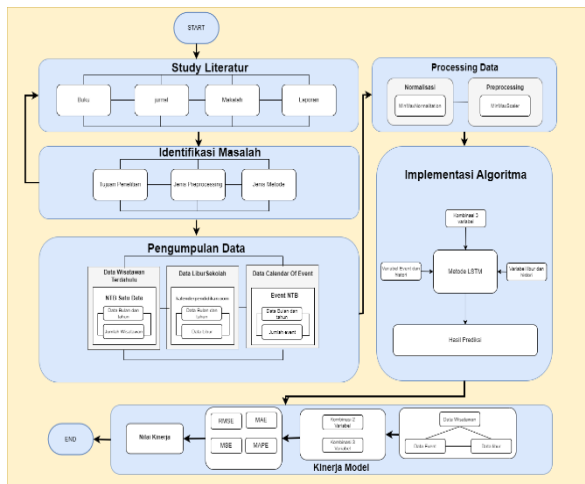 START
Study Literatur
Buku
jurnal
Makalah
Laporan
Identifikasi Masalah
Tujuan Penelitian
Jenis Preprocessing
Jenis Metode
Pengumpulan Data
Data Wisatawan
Terdahulu
NTB Satu Data
Data Bulan dan
tahun
Jumlah Wisatawan
Data Libur Sekolah
Data Bulan dan
tahun
Data Libur
Data Calendar Of Event
Event NTB
Data Bulan dan
tahun
Jumlah event
Processing Data
Normalisasi
Preprocessing
Implementasi Algoritma
Kombinasi 3
variabel
Variabel Event dan
Metode LSTM
Variabel libur dan
Hasil Prediksi
Data Wisatawan
Data Event
Data libur
Kombinasi 2
Variabel
Kombinasi 3
Variabel
RMSE
MAE
MSE
MAPE
Nilai Kinerja
END
Kinerja Model